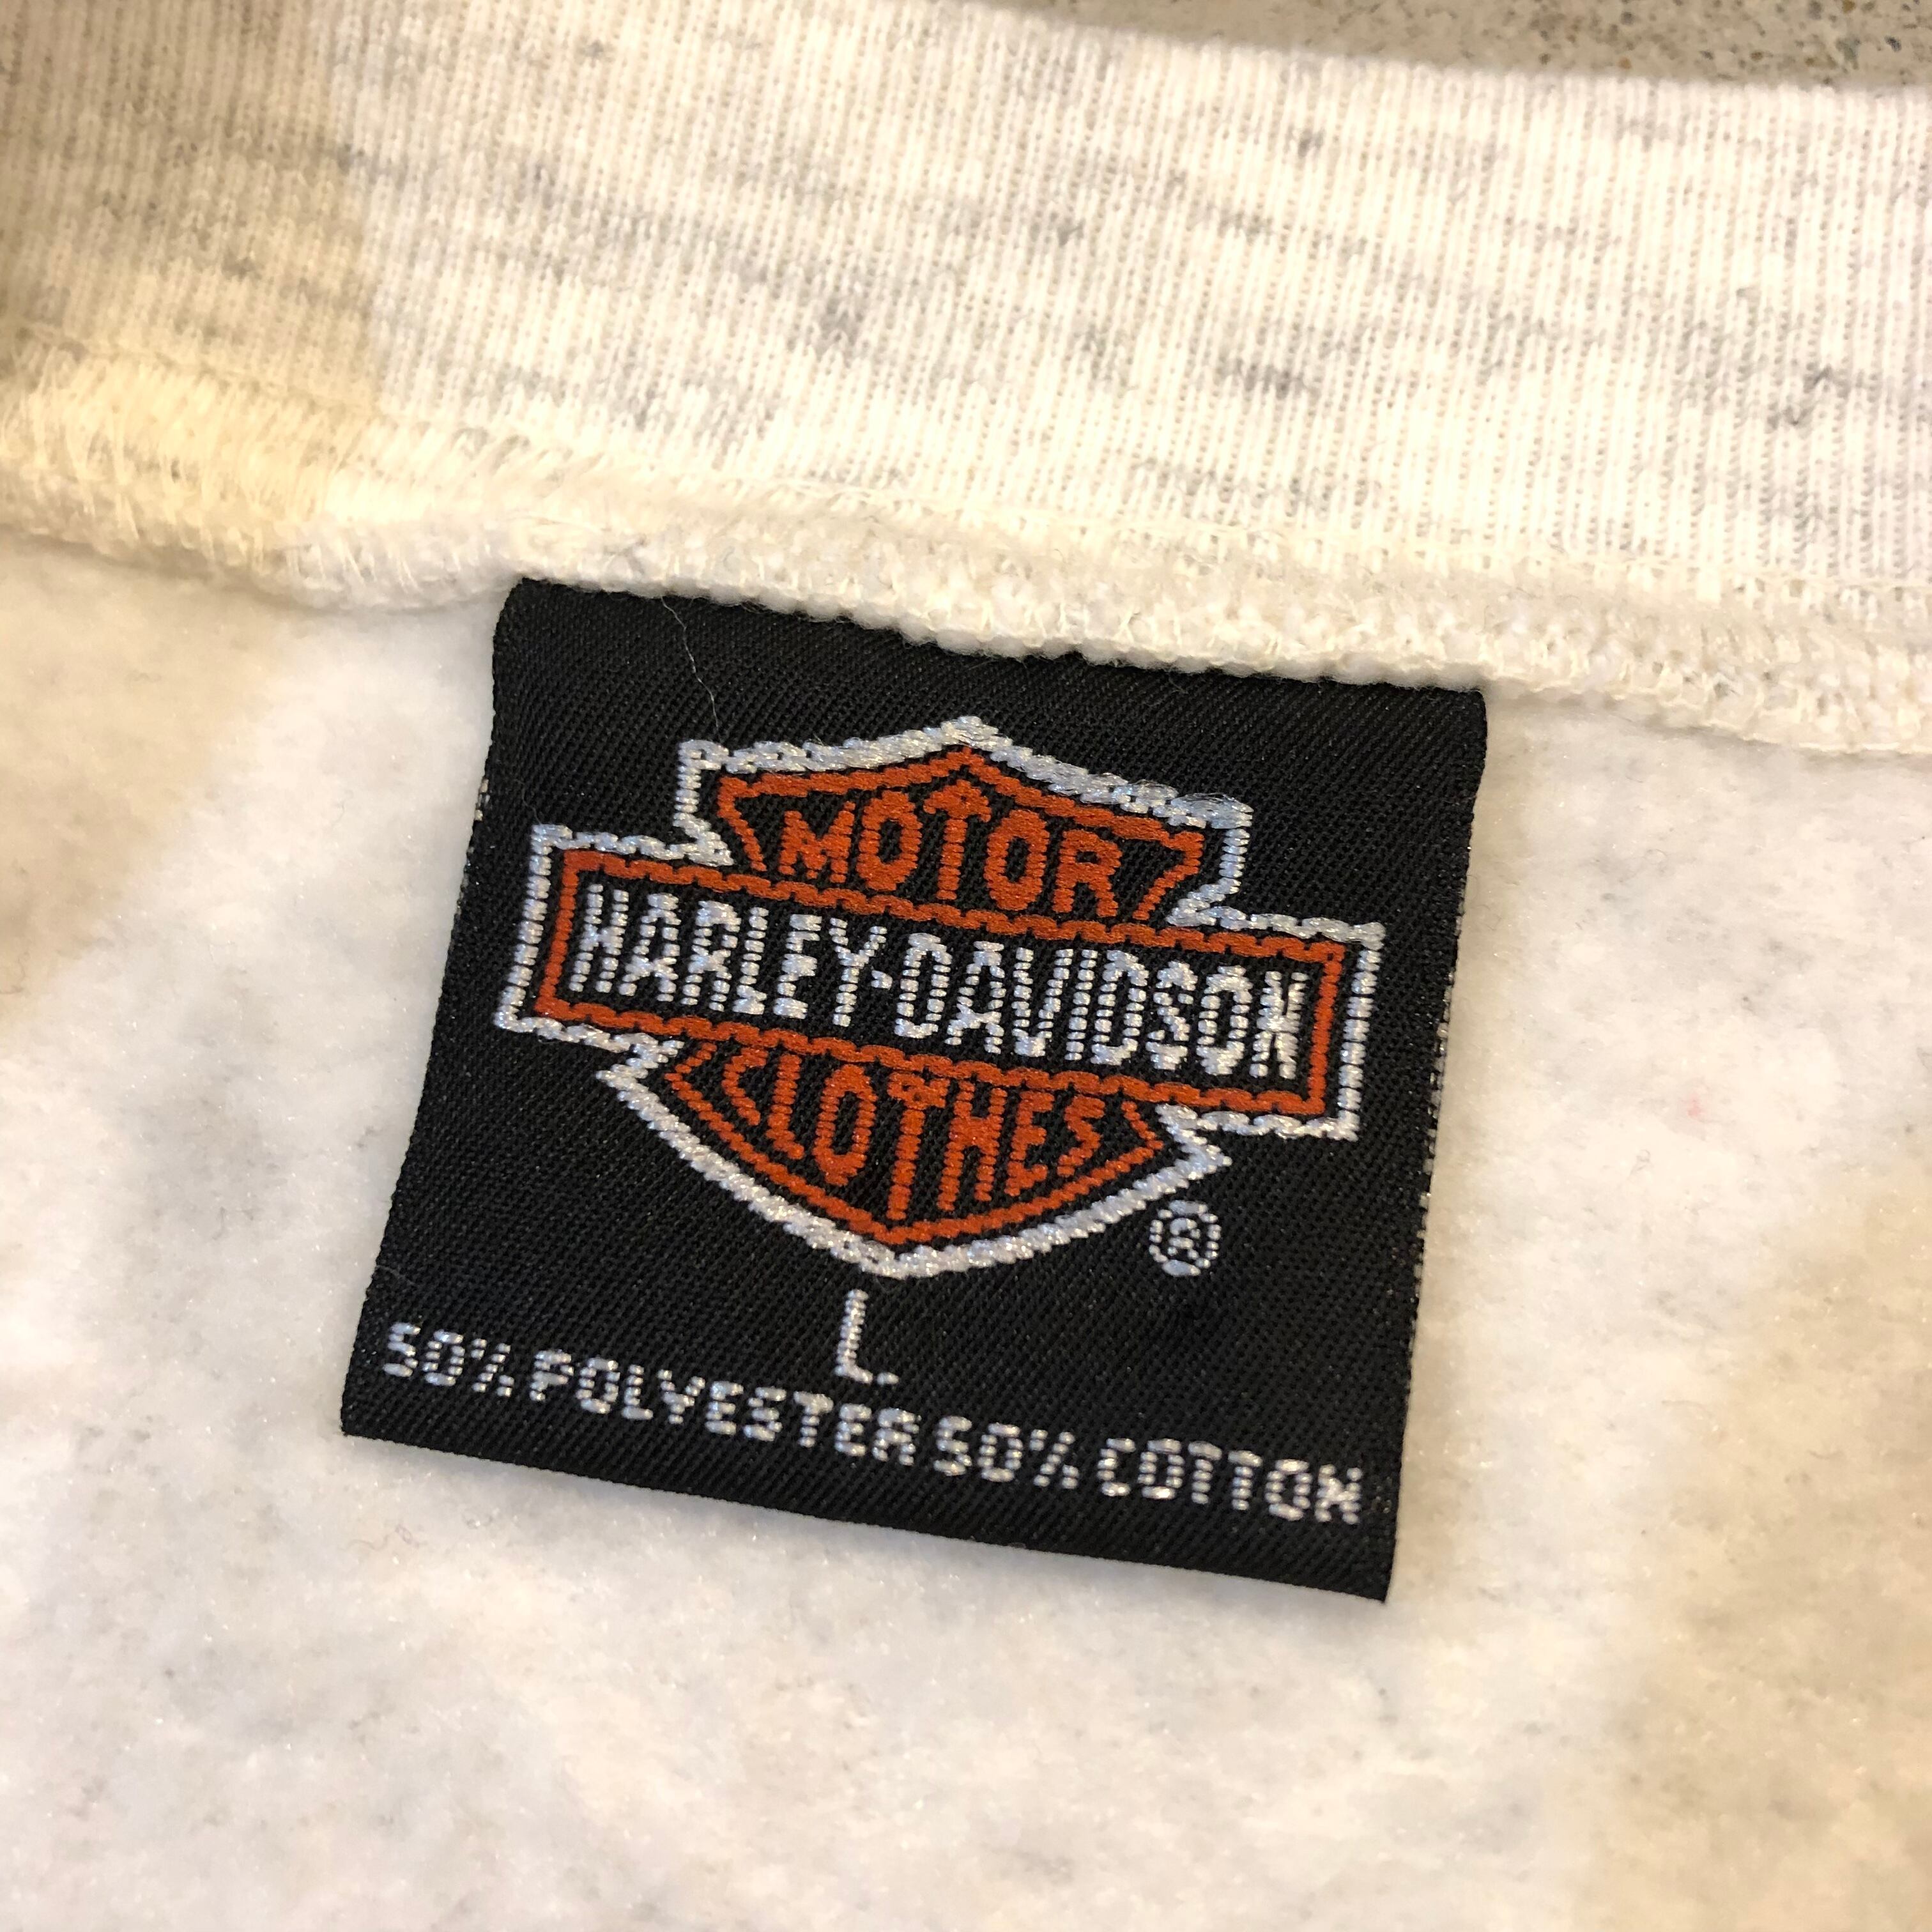 MOTOR
HARLEY-DAVIDSON
CLOTHES
®
L
50% POLYESTER 50% COTTON